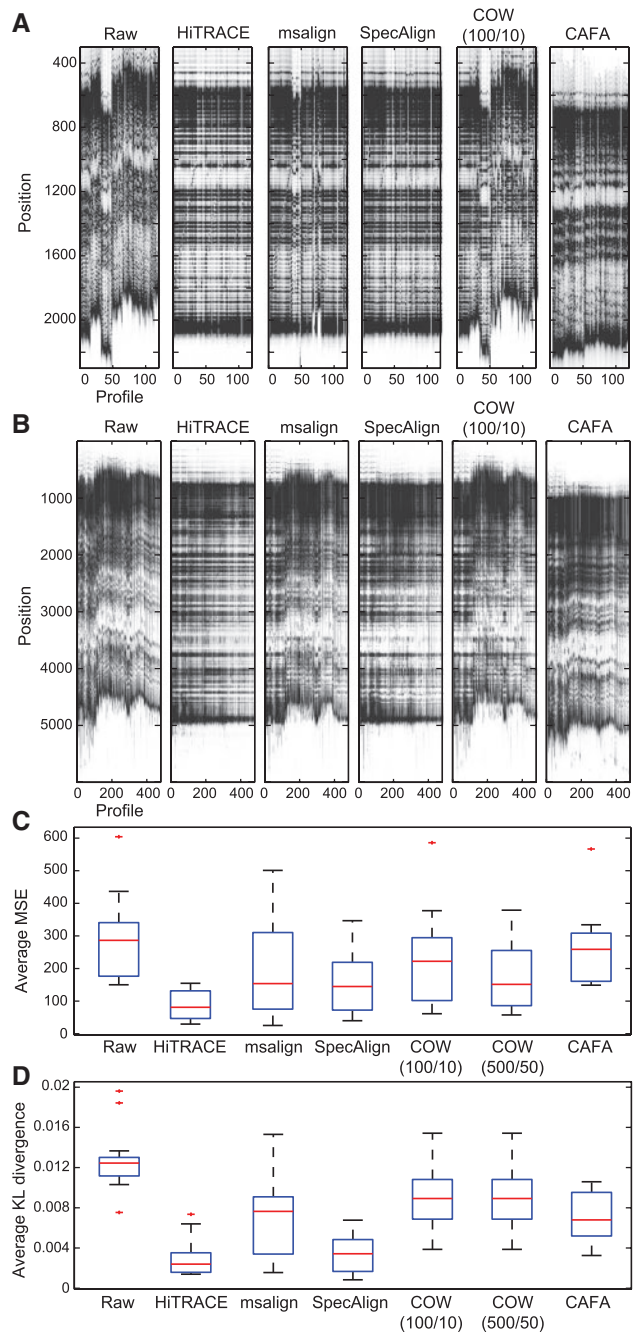 A
Raw HiTRACE msalign SpecAlign COW (100/10) CAFA
Position
400
800
1200
1600
2000
0 50 100 0 50 100 0 50 100 0 50 100 0 50 100 0 50 100
Profile
B
Raw HiTRACE msalign SpecAlign COW (100/10) CAFA
Position
1000
2000
3000
4000
5000
0 200 400 0 200 400 0 200 400 0 200 400 0 200 400 0 200 400
Profile
C
Average MSE
600
500
400
300
200
100
0
Raw HiTRACE msalign SpecAlign COW (100/10) COW (500/50) CAFA
D
Average KL divergence
0.02
0.016
0.012
0.008
0.004
0
Raw HiTRACE msalign SpecAlign COW (100/10) COW (500/50) CAFA